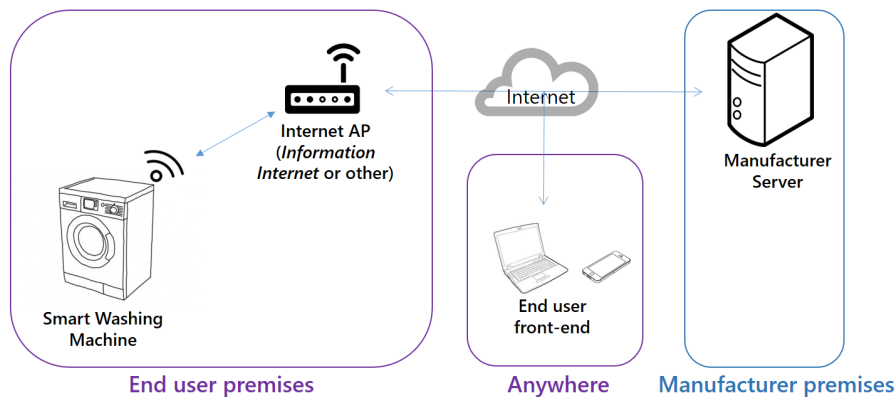 Internet AP
(Information
Internet or other)
Smart Washing
Machine
End user premises
Internet
End user
front-end
Anywhere
Manufacturer
Server
Manufacturer premises